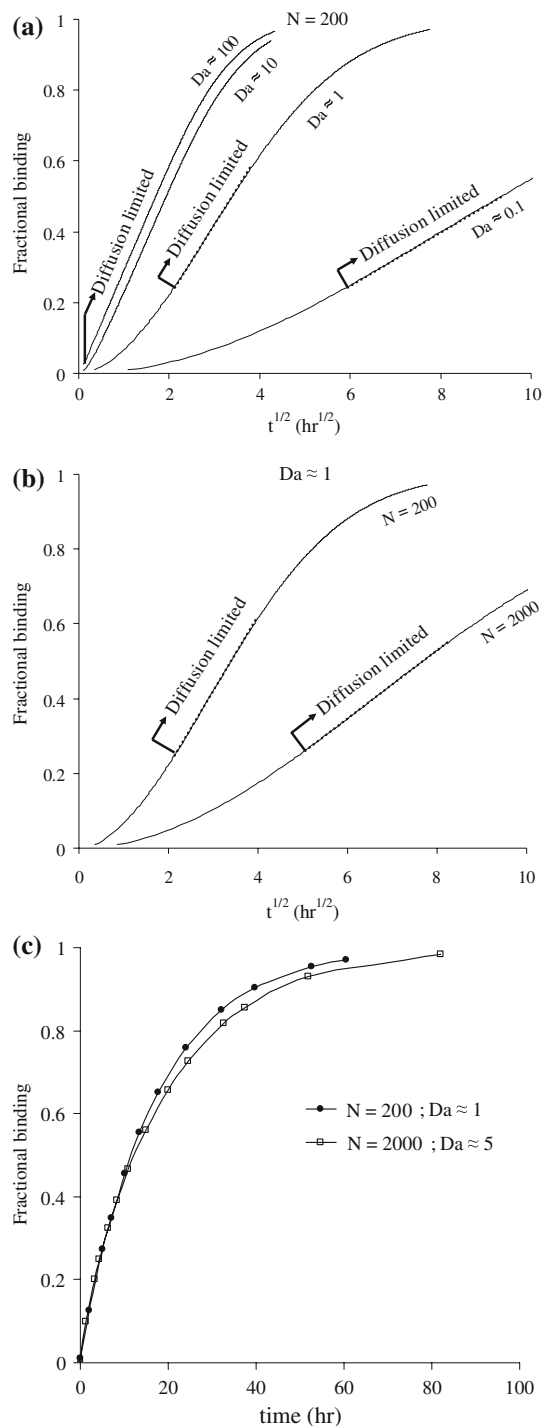 (a)
N = 200
1
0.8
0.6
0.4
0.2
0
Fractional binding
Da ≈ 100
Da ≈ 10
Da ≈ 1
Da ≈ 0.1
Diffusion limited
Diffusion limited
Diffusion limited
0 2 4 6 8 10
t^{1/2} (hr^{1/2})
(b)
Da ≈ 1
1
0.8
0.6
0.4
0.2
0
Fractional binding
N = 200
N = 2000
Diffusion limited
Diffusion limited
0 2 4 6 8 10
t^{1/2} (hr^{1/2})
(c)
1
0.8
0.6
0.4
0.2
0
Fractional binding
N = 200 ; Da ≈ 1
N = 2000 ; Da ≈ 5
0 20 40 60 80 100
time (hr)